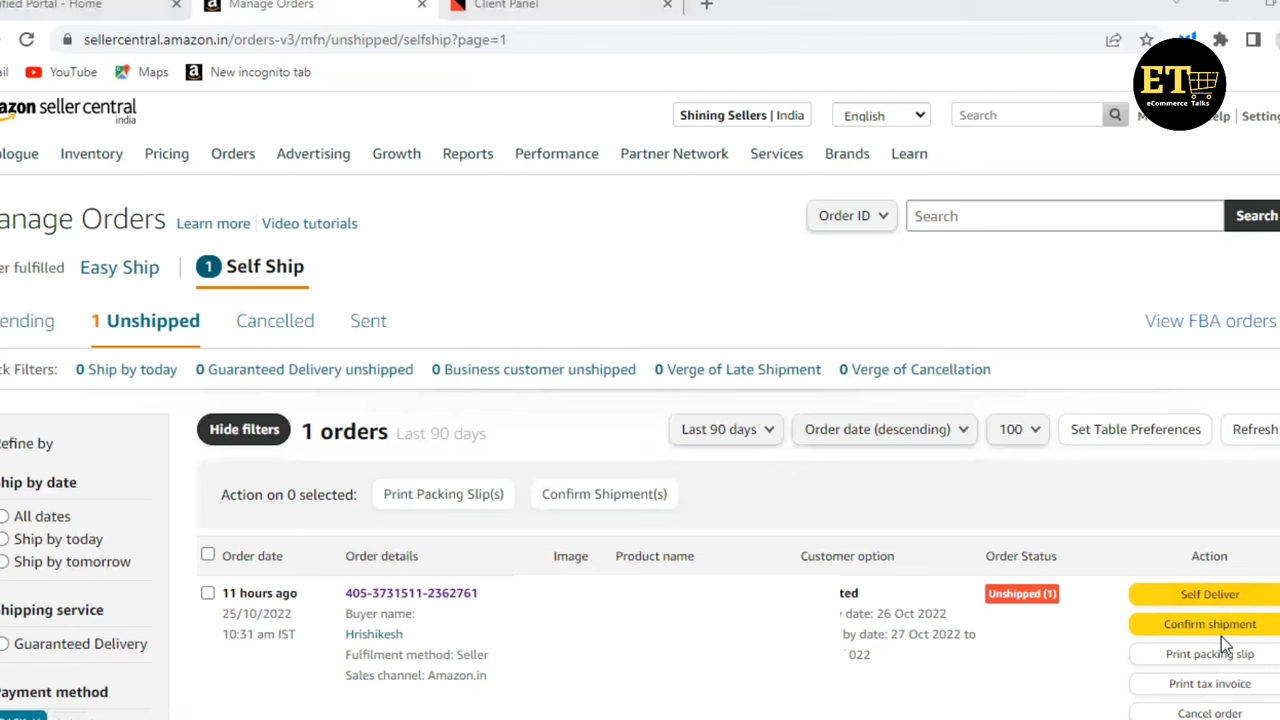 ified Portal - Home
Manage Orders
Client Panel
sellercentral.amazon.in/orders-v3/mfn/unshipped/selfship?page=1
ail YouTube Maps New incognito tab
ET
eCommerce Talks
azon seller central
india
Shining Sellers | India
English
Search
elp
Setting
alogue Inventory Pricing Orders Advertising Growth Reports Performance Partner Network Services Brands Learn
anage Orders Learn more Video tutorials
Order ID
Search
Search
er fulfilled Easy Ship 1 Self Ship
ending 1 Unshipped Cancelled Sent View FBA orders
ck Filters: 0 Ship by today 0 Guaranteed Delivery unshipped 0 Business customer unshipped 0 Verge of Late Shipment 0 Verge of Cancellation
Hide filters 1 orders Last 90 days Last 90 days Order date (descending) 100 Set Table Preferences Refresh
efine by
hip by date
All dates
Ship by today
Ship by tomorrow
hipping service
Guaranteed Delivery
ayment method
Action on 0 selected: Print Packing Slip(s) Confirm Shipment(s)
Order date Order details Image Product name Customer option Order Status Action
11 hours ago
25/10/2022
10:31 am IST
405-3731511-2362761
Buyer name:
Hrishikesh
Fulfilment method: Seller
Sales channel: Amazon.in
ted
date: 26 Oct 2022
by date: 27 Oct 2022 to
022
Unshipped (1)
Self Deliver
Confirm shipment
Print packing slip
Print tax invoice
Cancel order